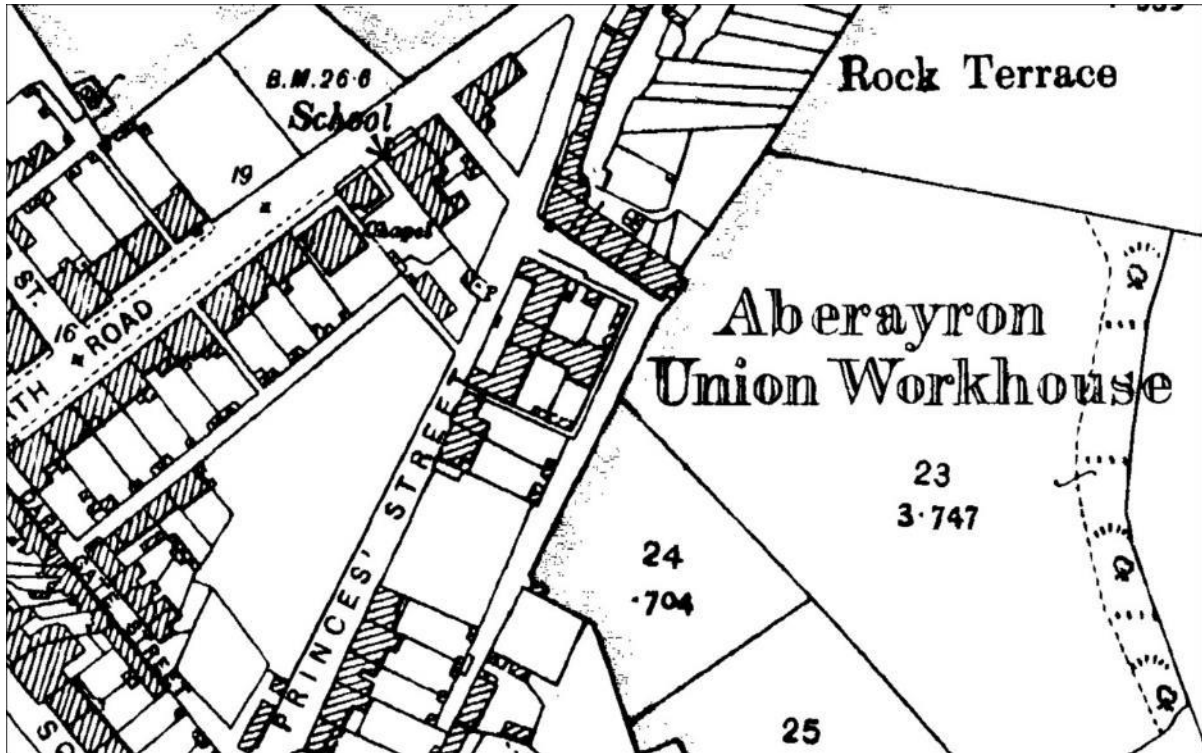 Rock Terrace
B.M.26·6
School
19
Chapel
ST.
16
ROAD
Aberayron
Union Workhouse
23
3·747
24
·704
25
PRINCES' STREET